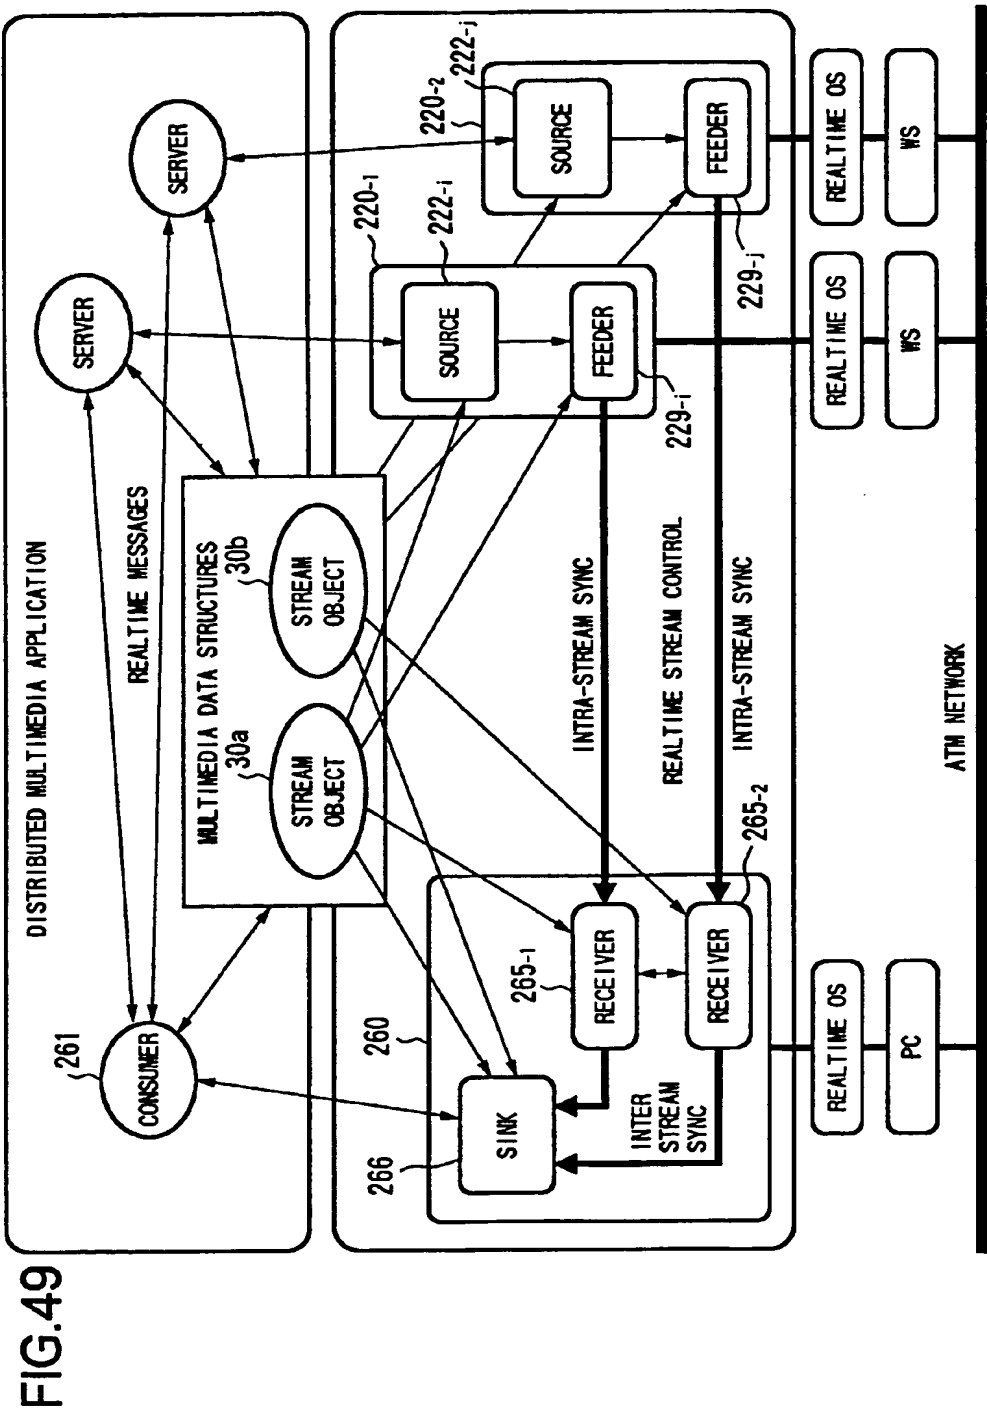 FIG.49
DISTRIBUTED MULTIMEDIA APPLICATION
261
CONSUMER
REALTIME MESSAGES
SERVER
SERVER
MULTIMEDIA DATA STRUCTURES
30a
STREAM
OBJECT
30b
STREAM
OBJECT
260
266
SINK
265-1
RECEIVER
RECEIVER
265-2
INTER
STREAM
SYNC
INTRA-STREAM SYNC
REALTIME STREAM CONTROL
INTRA-STREAM SYNC
220-1
222-i
SOURCE
FEEDER
229-i
220-2
222-j
SOURCE
FEEDER
229-j
REALTIME OS
PC
REALTIME OS
WS
REALTIME OS
WS
ATM NETWORK